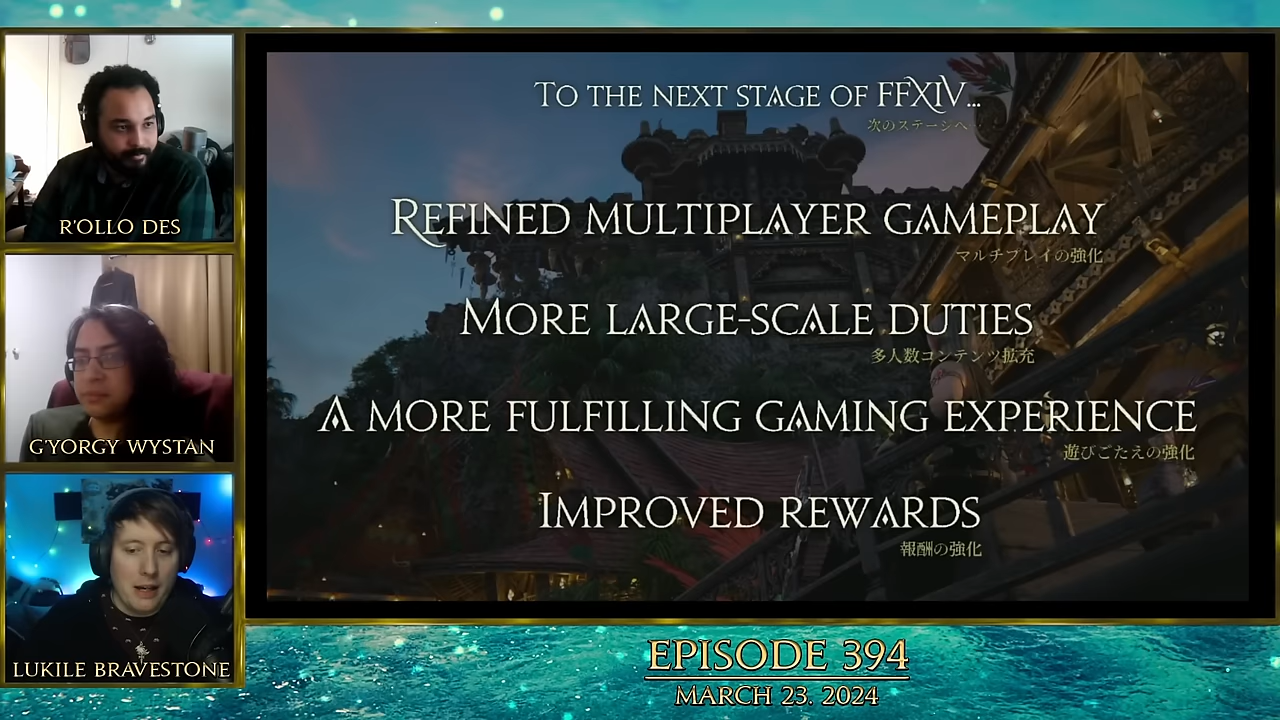 To the next stage of FFXIV...
次のステージへ
Refined multiplayer gameplay
マルチプレイの強化
More large-scale duties
多人数コンテンツ拡充
A more fulfilling gaming experience
遊びごたえの強化
Improved rewards
報酬の強化
R'OLLO DES
G'YORGY WYSTAN
LUKILE BRAVESTONE
EPISODE 394
MARCH 23. 2024